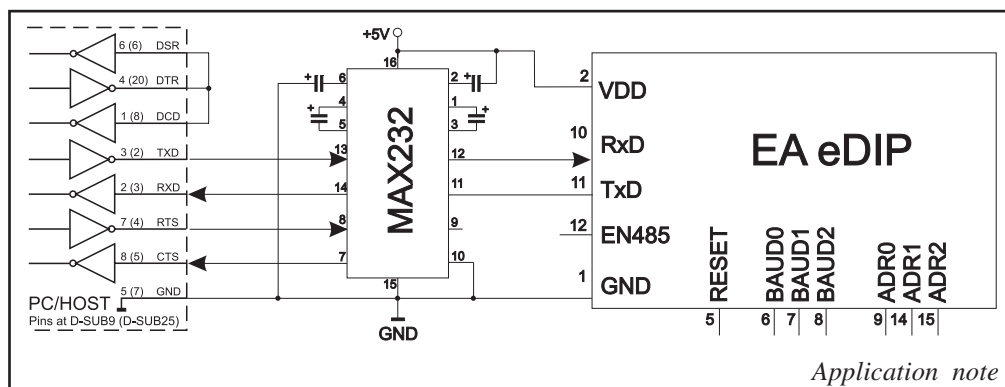 6 (6) DSR
4 (20) DTR
1 (8) DCD
3 (2) TXD
2 (3) RXD
7 (4) RTS
8 (5) CTS
5 (7) GND
PC/HOST
Pins at D-SUB9 (D-SUB25)
+5V
16
6
+
2
+
4
+
1
+
5
3
13
12
14
11
8
9
7
10
15
MAX232
GND
EA eDIP
2
VDD
10
RxD
11
TxD
12
EN485
1
GND
RESET
BAUD0
BAUD1
BAUD2
ADR0
ADR1
ADR2
5
6
7
8
9
14
15
Application note